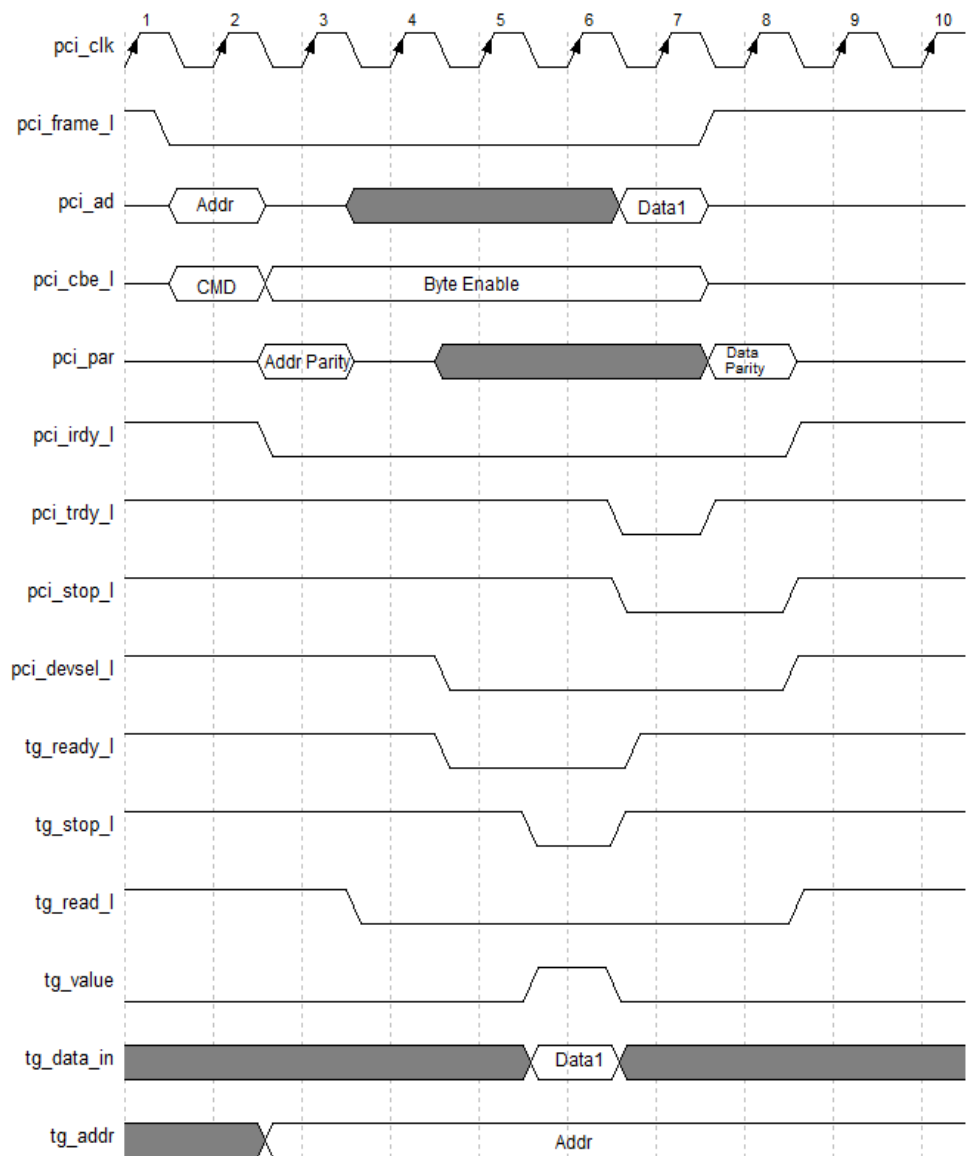 1 2 3 4 5 6 7 8 9 10
pci_clk
pci_frame_l
pci_ad Addr Data1
pci_cbe_l CMD Byte Enable
pci_par Addr Parity Data
Parity
pci_irdy_l
pci_trdy_l
pci_stop_l
pci_devsel_l
tg_ready_l
tg_stop_l
tg_read_l
tg_value
tg_data_in Data1
tg_addr Addr